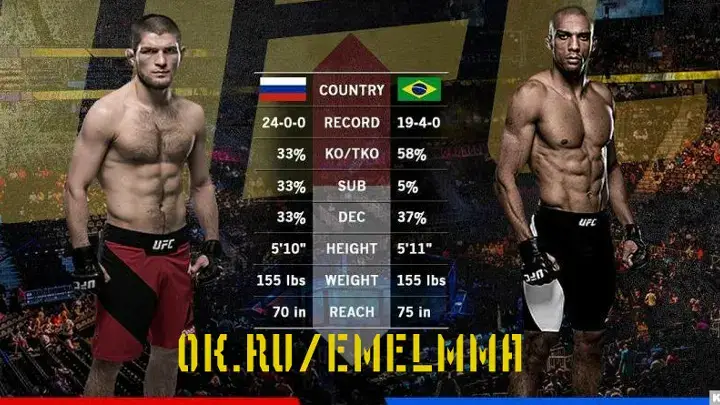 COUNTRY
24-0-0 RECORD 19-4-0
33% KO/TKO 58%
33% SUB 5%
33% DEC 37%
5'10" HEIGHT 5'11"
155 lbs WEIGHT 155 lbs
70 in REACH 75 in
UFC
UFC
UFC
OK.RU/EMELMMA
K